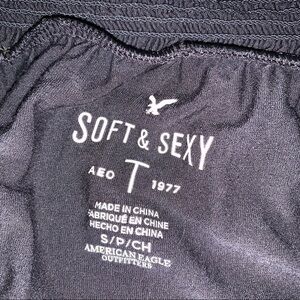 SOFT & SEXY
AEO T 1977
MADE IN CHINA
FABRIQUÉ EN CHINE
HECHO EN CHINA
S/P/CH
AMERICAN EAGLE
OUTFITTERS